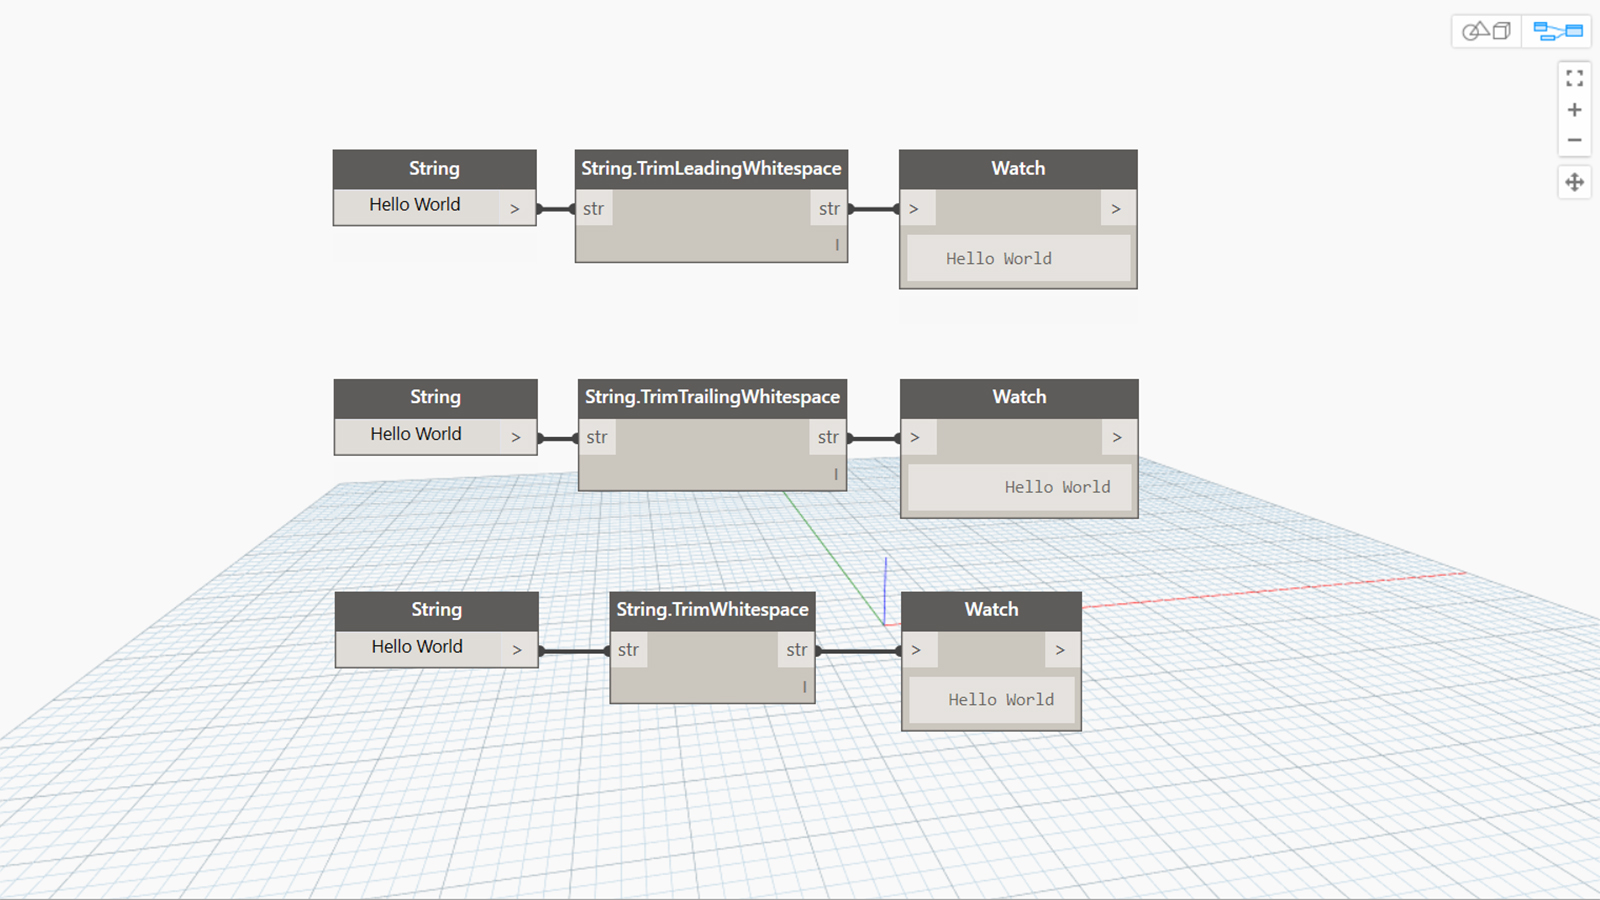 String
Hello World >
String.TrimLeadingWhitespace
str str
l
Watch
> >
Hello World
String
Hello World >
String.TrimTrailingWhitespace
str str
l
Watch
> >
Hello World
String
Hello World >
String.TrimWhitespace
str str
l
Watch
> >
Hello World